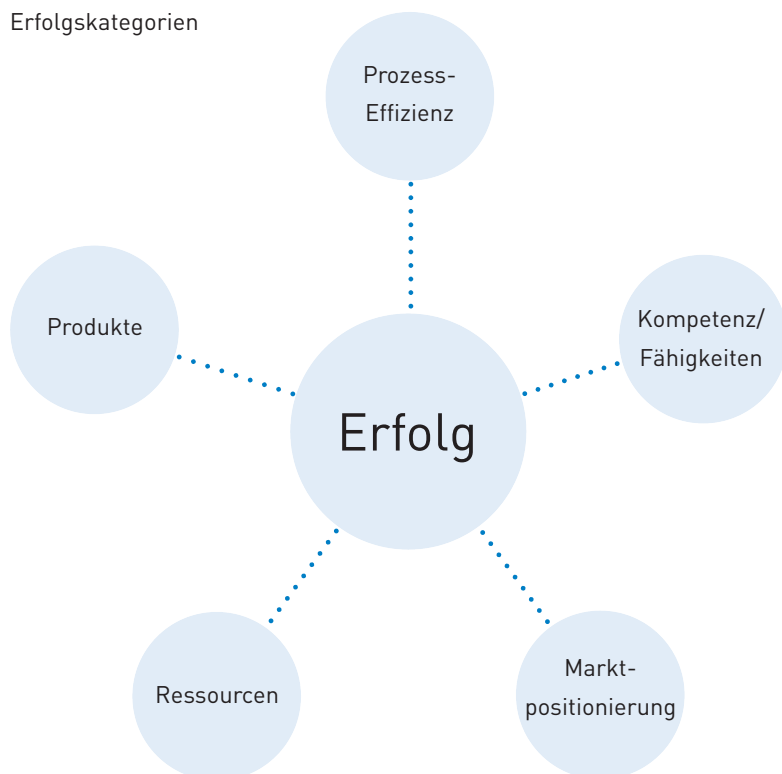 Erfolgskategorien
Prozess-
Effizienz
Produkte
Kompetenz/
Fähigkeiten
Erfolg
Ressourcen
Markt-
positionierung